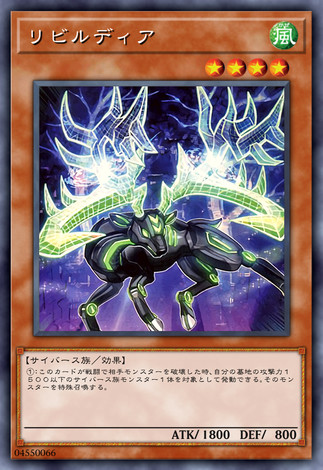 リビルディア
風
【サイバース族/効果】
①:このカードが戦闘で相手モンスターを破壊した時、自分の墓地の攻撃力1
500以下のサイバース族モンスター1体を対象として発動できる。そのモン
スターを特殊召喚する。
ATK/ 1800 DEF/ 800
04550066